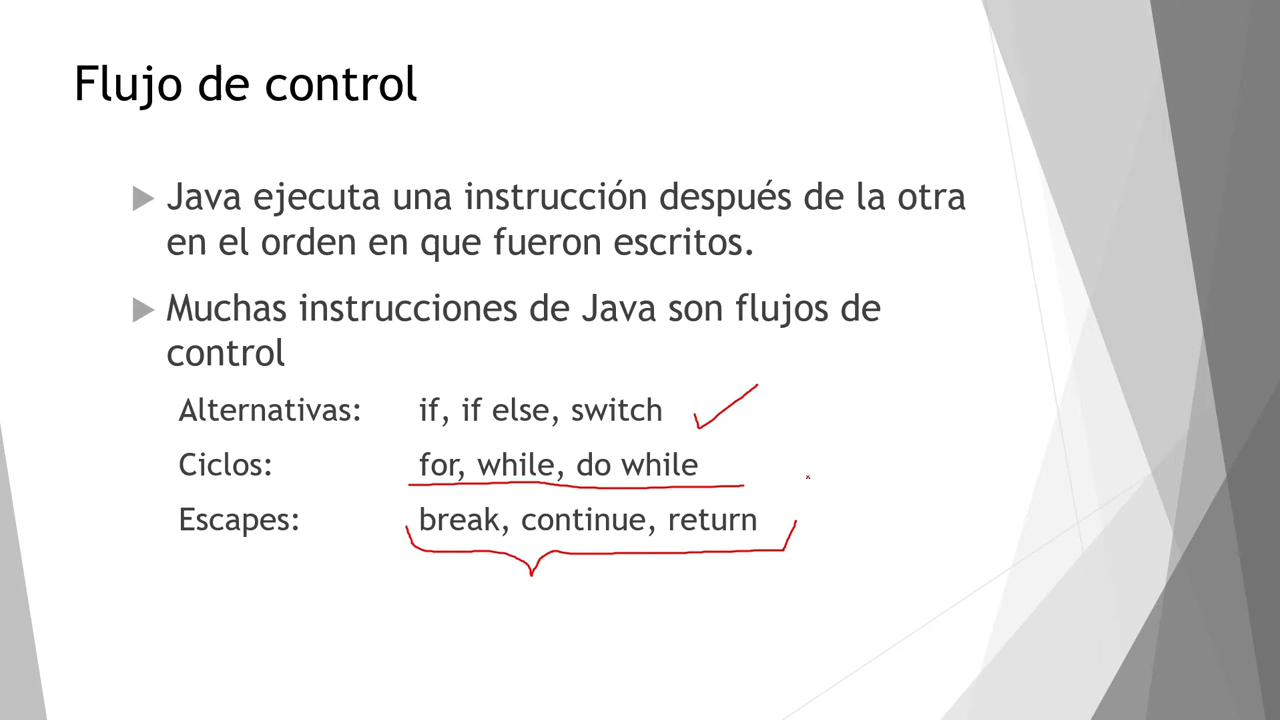 Flujo de control
Java ejecuta una instrucción después de la otra
en el orden en que fueron escritos.
Muchas instrucciones de Java son flujos de
control
Alternativas: if, if else, switch
Ciclos: for, while, do while
Escapes: break, continue, return